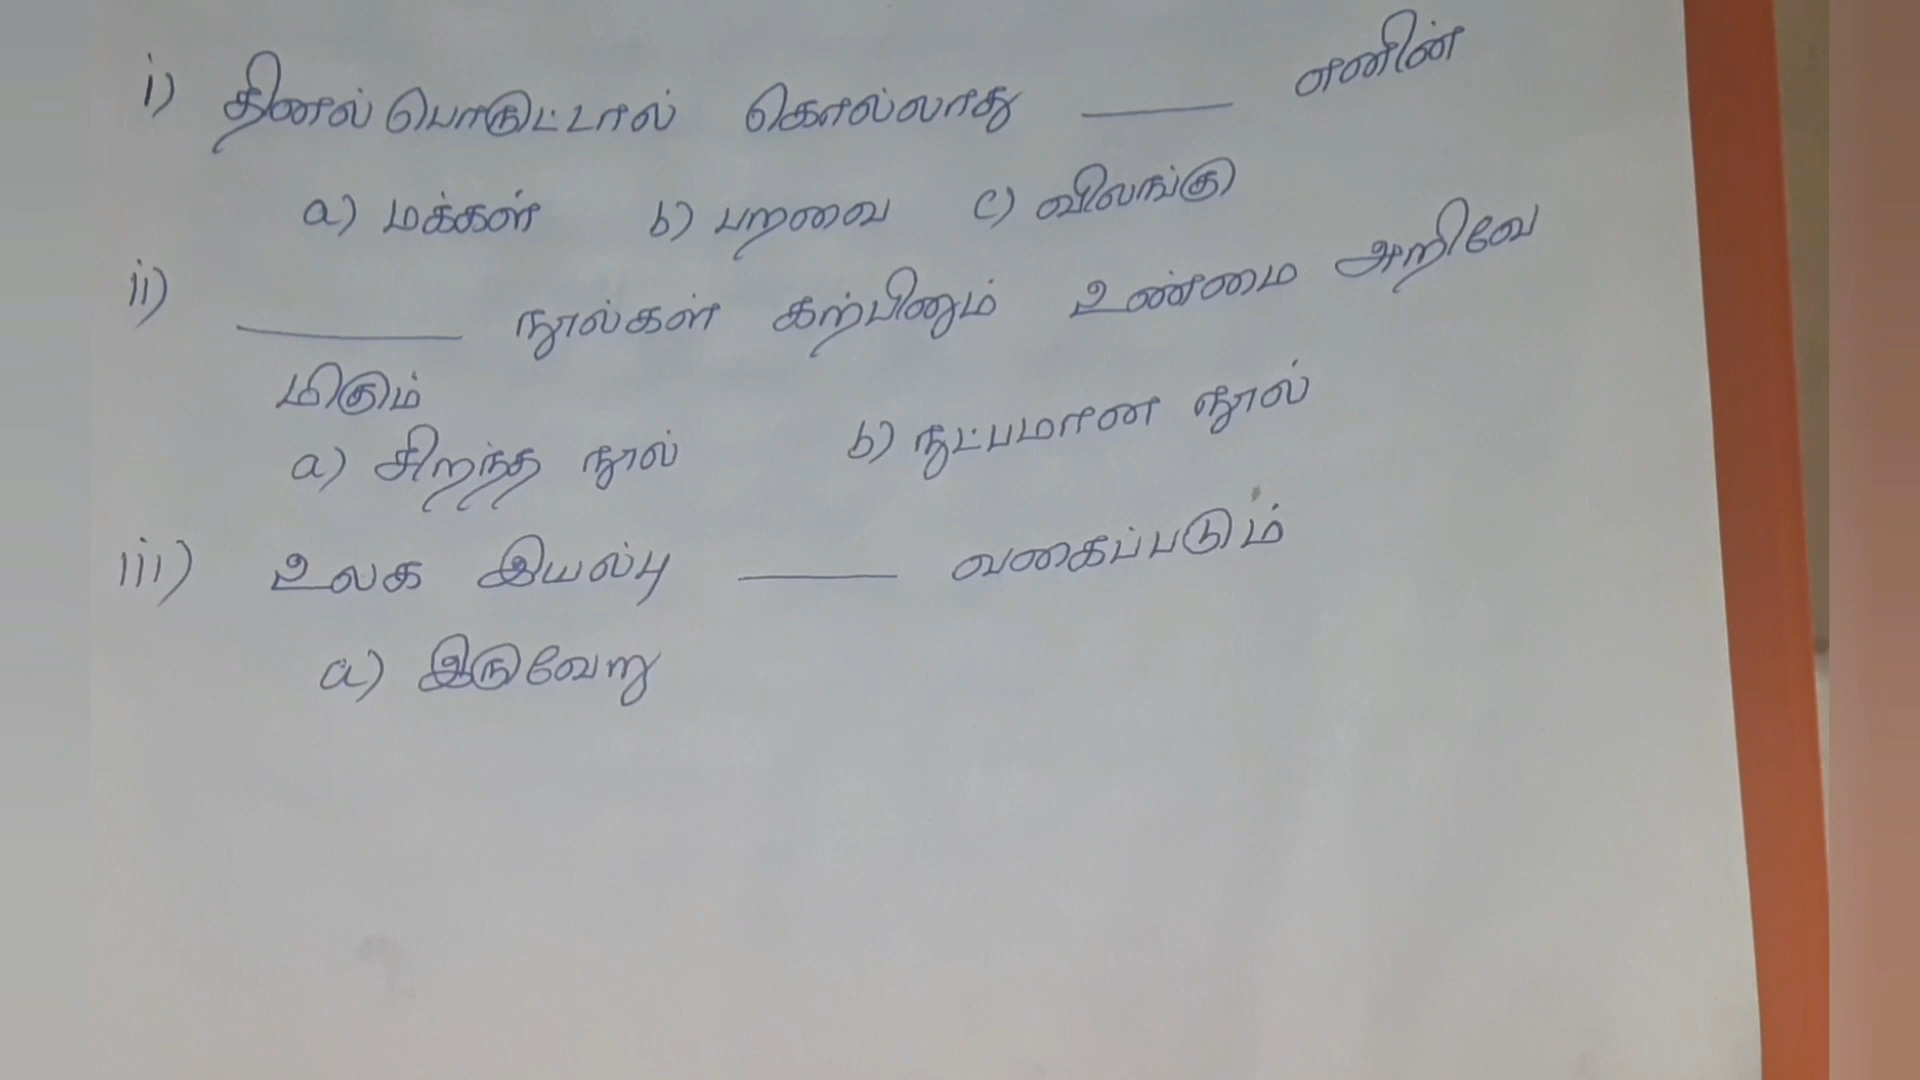 i) தினல் பொருட்டால் கொல்லாது ______ எனின்
a) மக்கள் b) பறவை c) விலங்கு
ii) ______ நூல்கள் கற்பினும் உண்மை அறிவே
மிகும்
a) சிறந்த நூல் b) நுட்பமான நூல்
iii) உலக இயல்பு ______ வகைப்படும்
a) இருவேறு